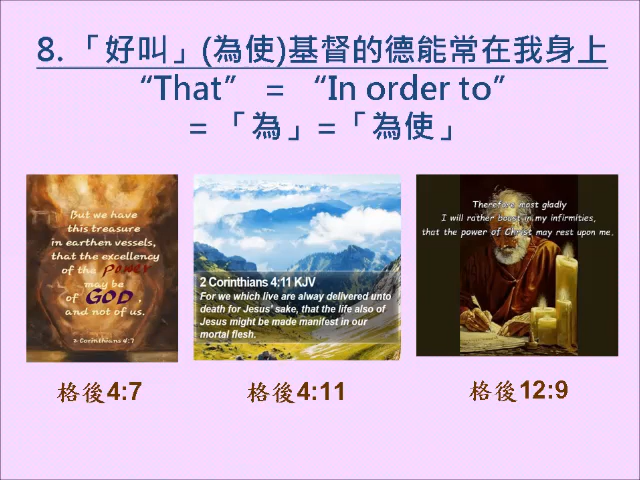 8. 「好叫」(為使)基督的德能常在我身上
“That” = “In order to”
= 「為」=「為使」
But we have
this treasure
in earthen vessels,
that the excellency
of the POWER
may be
of GOD,
and not of us.
2 Corinthians 4:7
2 Corinthians 4:11 KJV
For we which live are alway delivered unto
death for Jesus' sake, that the life also of
Jesus might be made manifest in our
mortal flesh.
Therefore most gladly
I will rather boast in my infirmities,
that the power of Christ may rest upon me.
格後4:7
格後4:11
格後12:9